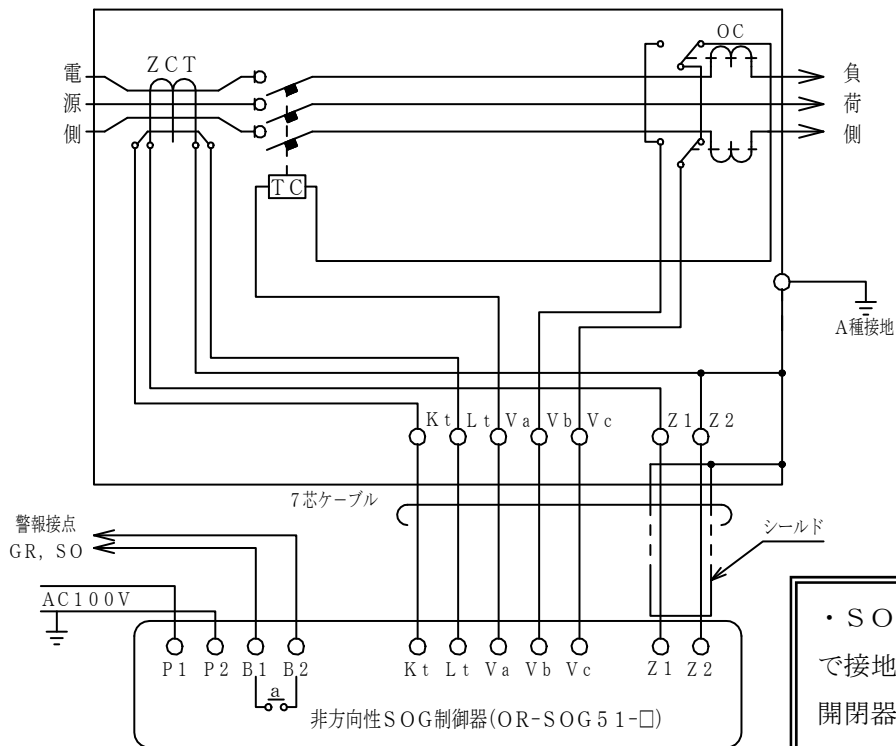 OC
ZCT
電
源
側
負
荷
側
TC
A種接地
Kt Lt Va Vb Vc Z1 Z2
7芯ケーブル
警報接点
GR, SO
シールド
AC100V
P1 P2 B1 B2 Kt Lt Va Vb Vc Z1 Z2
a
非方向性SOG制御器(OR-SOG51-□)
・SO
で接地
開閉器